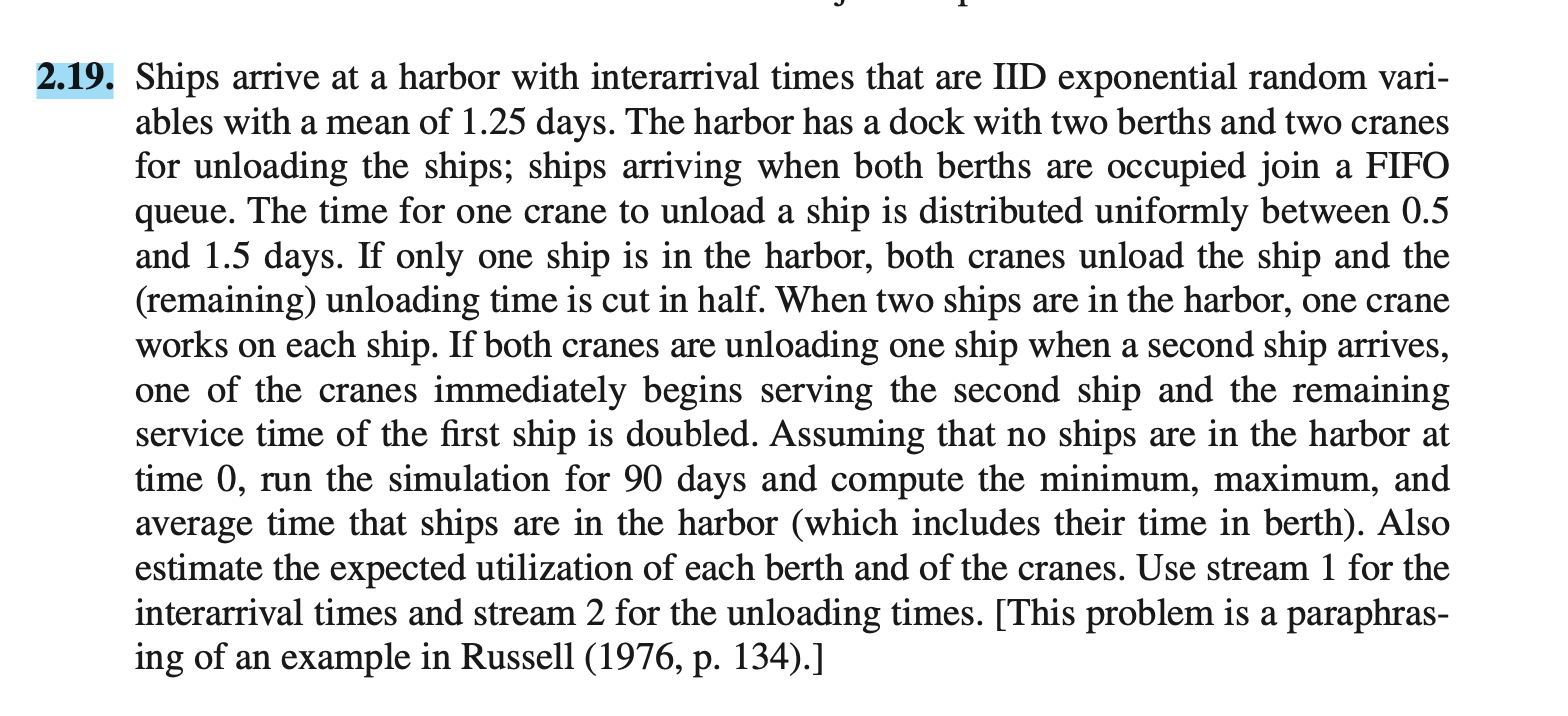 2.19. Ships arrive at a harbor with interarrival times that are IID exponential random vari-
ables with a mean of 1.25 days. The harbor has a dock with two berths and two cranes
for unloading the ships; ships arriving when both berths are occupied join a FIFO
queue. The time for one crane to unload a ship is distributed uniformly between 0.5
and 1.5 days. If only one ship is in the harbor, both cranes unload the ship and the
(remaining) unloading time is cut in half. When two ships are in the harbor, one crane
works on each ship. If both cranes are unloading one ship when a second ship arrives,
one of the cranes immediately begins serving the second ship and the remaining
service time of the first ship is doubled. Assuming that no ships are in the harbor at
time 0, run the simulation for 90 days and compute the minimum, maximum, and
average time that ships are in the harbor (which includes their time in berth). Also
estimate the expected utilization of each berth and of the cranes. Use stream 1 for the
interarrival times and stream 2 for the unloading times. [This problem is a paraphras-
ing of an example in Russell (1976, p. 134).]